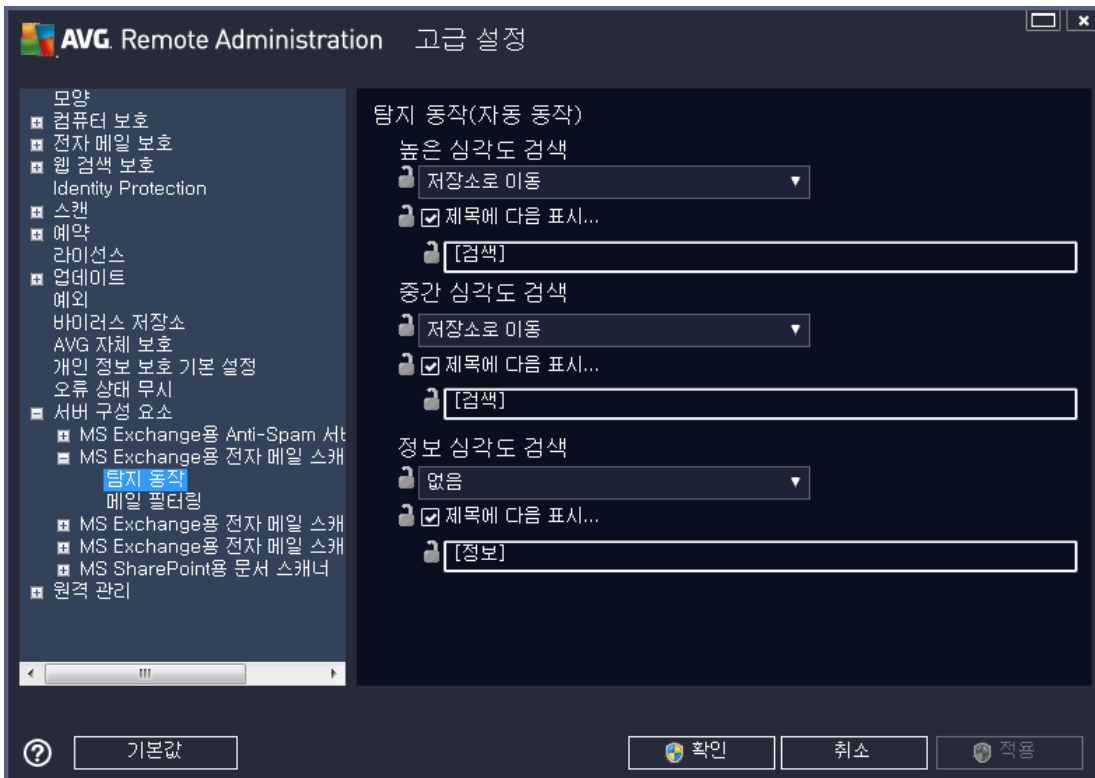 AVG. Remote Administration 고급 설정
모양
컴퓨터 보호
전자 메일 보호
웹 검색 보호
Identity Protection
스캔
예약
라이선스
업데이트
예외
바이러스 저장소
AVG 자체 보호
개인 정보 보호 기본 설정
오류 상태 무시
서버 구성 요소
MS Exchange용 Anti-Spam 서버
MS Exchange용 전자 메일 스캐
탐지 동작
메일 필터링
MS Exchange용 전자 메일 스캐
MS Exchange용 전자 메일 스캐
MS SharePoint용 문서 스캐너
원격 관리
탐지 동작(자동 동작)
높은 심각도 검색
저장소로 이동
제목에 다음 표시...
[검색]
중간 심각도 검색
저장소로 이동
제목에 다음 표시...
[검색]
정보 심각도 검색
없음
제목에 다음 표시...
[정보]
기본값
확인
취소
적용